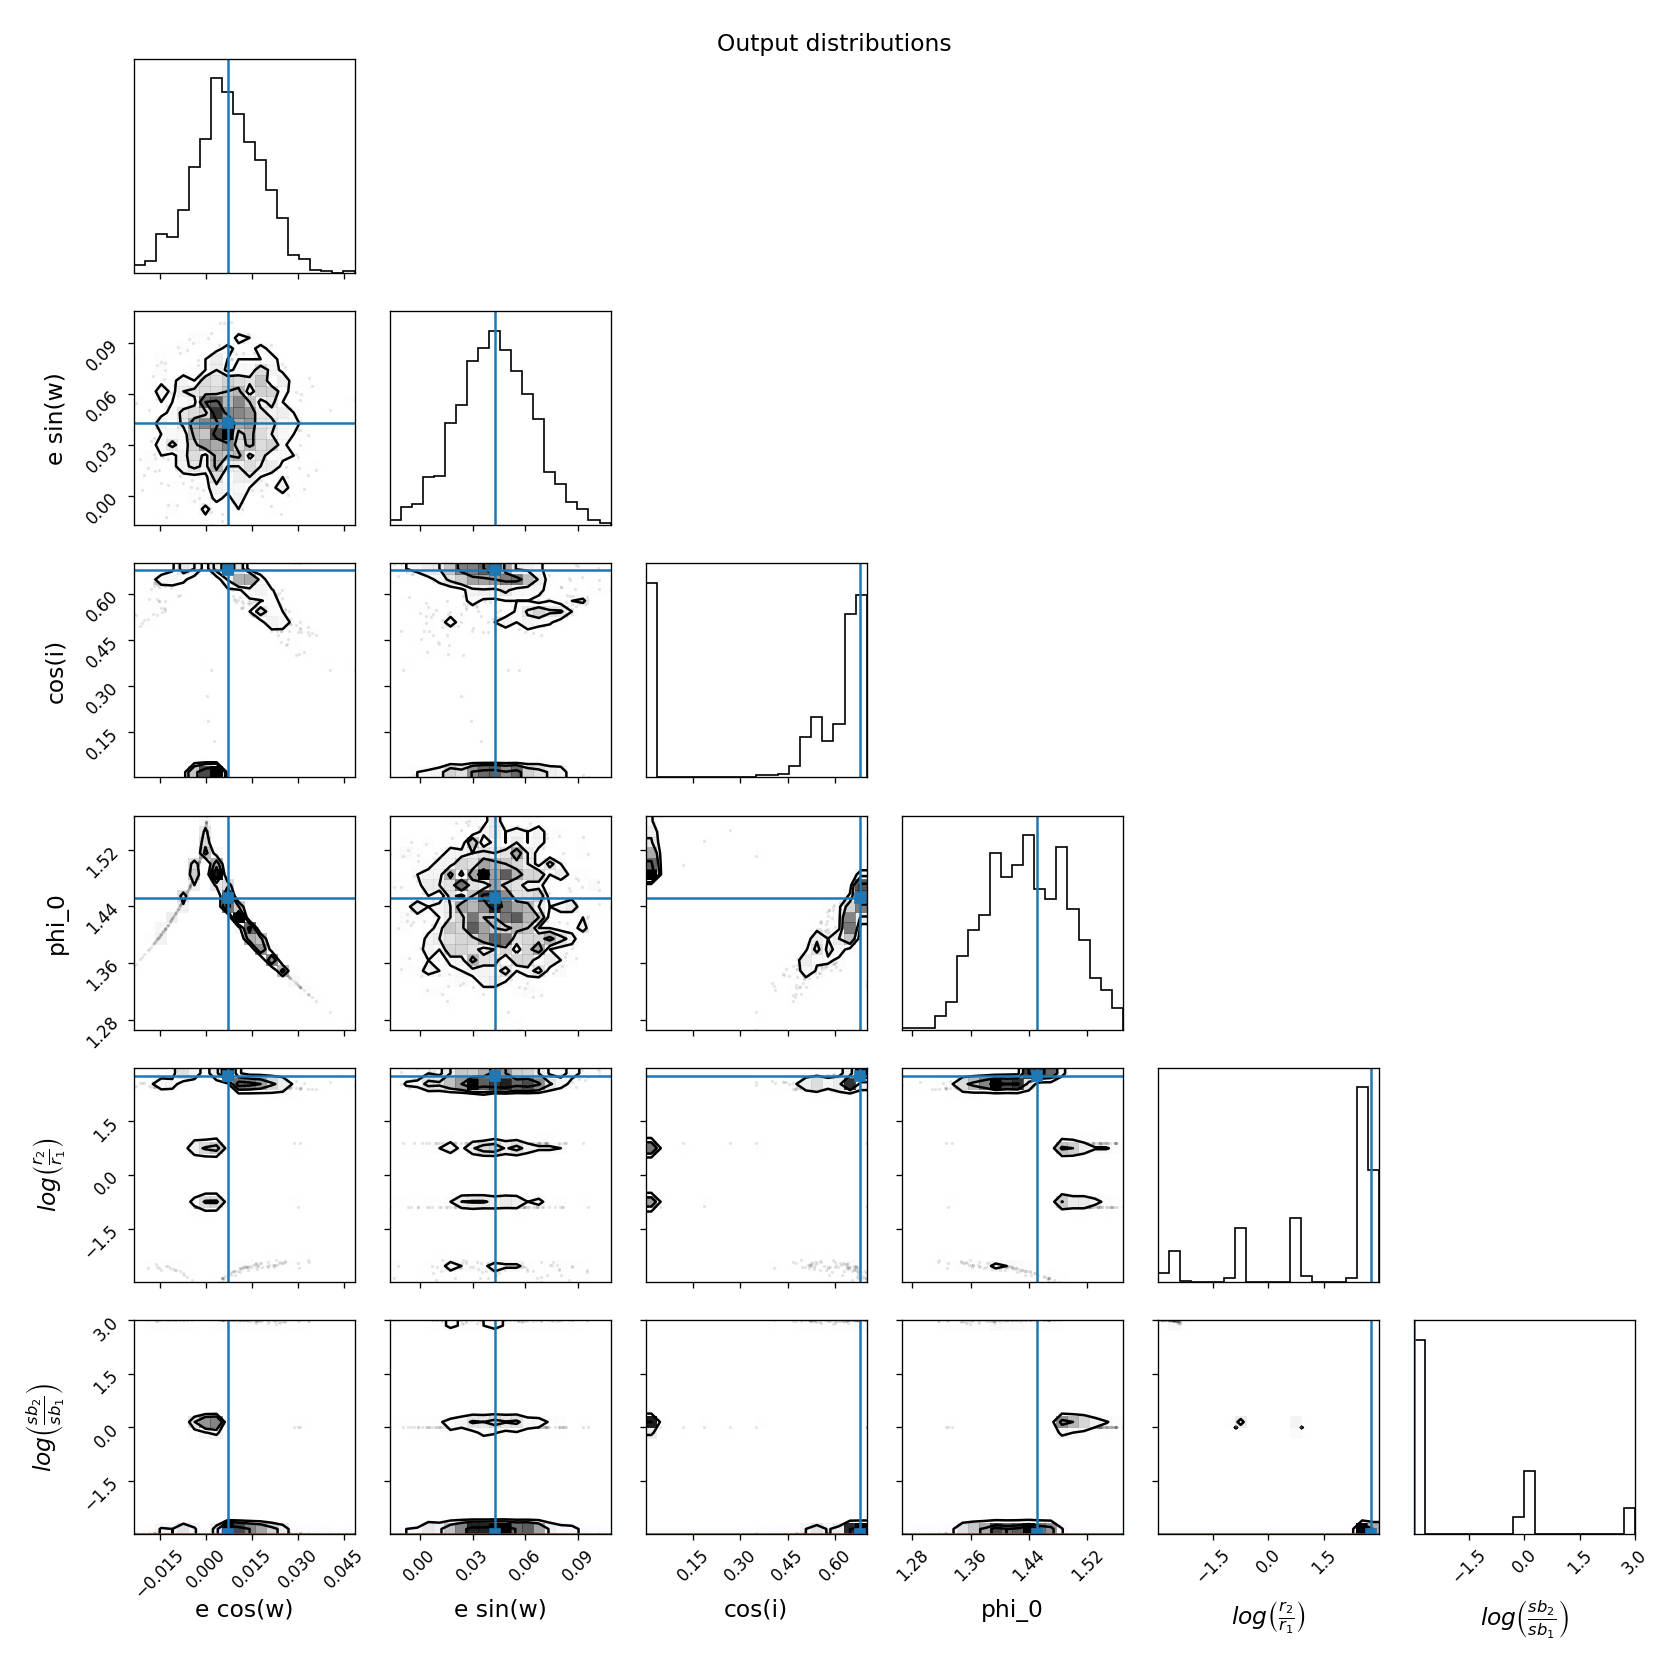 Output distributions
0.09
0.06
0.03
0.00
e sin(w)
0.60
0.45
0.30
0.15
cos(i)
1.52
1.44
1.36
1.28
phi_0
1.5
0.0
−1.5
log(r₂/r₁)
3.0
1.5
0.0
−1.5
log(sb₂/sb₁)
−0.015 0.000 0.015 0.030 0.045
0.00 0.03 0.06 0.09
0.15 0.30 0.45 0.60
1.28 1.36 1.44 1.52
−1.5 0.0 1.5
−1.5 0.0 1.5 3.0
e cos(w)
e sin(w)
cos(i)
phi_0
log(r₂/r₁)
log(sb₂/sb₁)